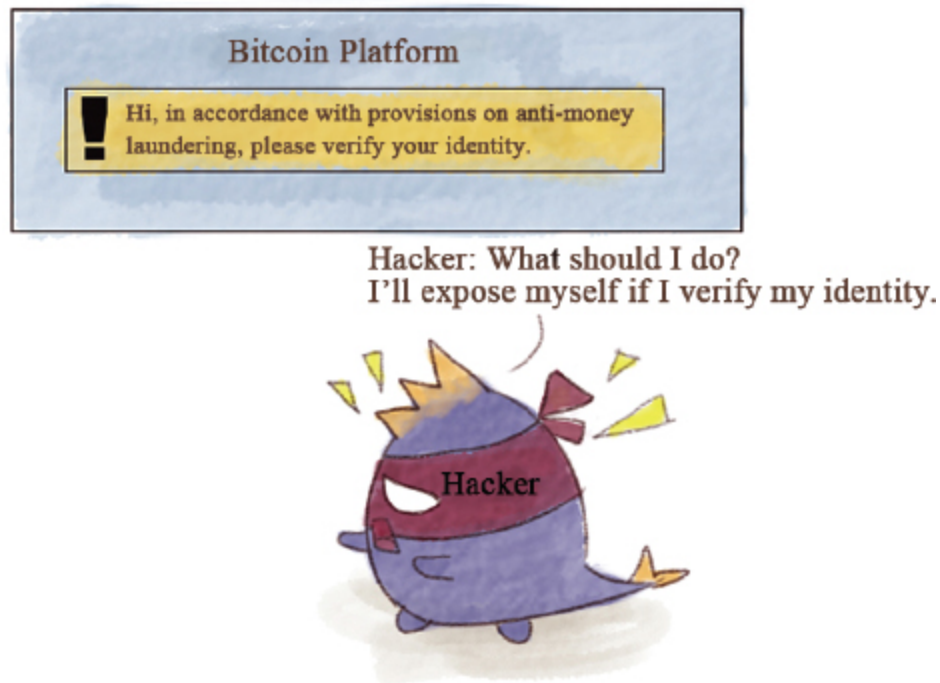 Bitcoin Platform
Hi, in accordance with provisions on anti-money
laundering, please verify your identity.
Hacker: What should I do?
I’ll expose myself if I verify my identity.
Hacker